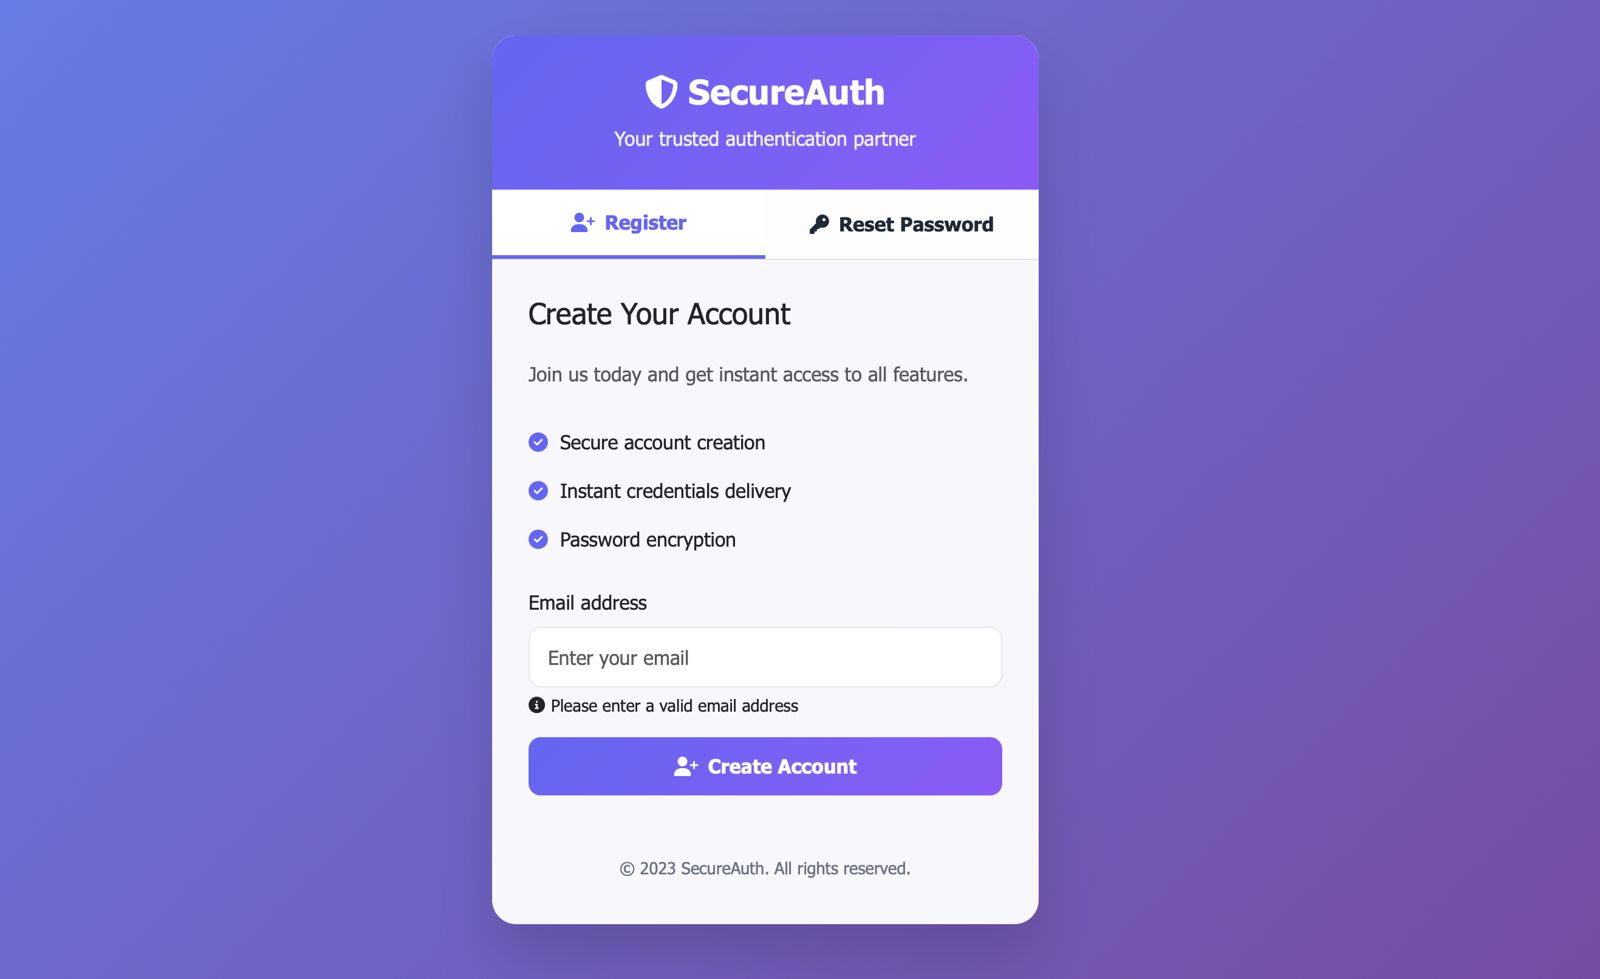 SecureAuth
Your trusted authentication partner
Register
Reset Password
Create Your Account
Join us today and get instant access to all features.
Secure account creation
Instant credentials delivery
Password encryption
Email address
Enter your email
Please enter a valid email address
Create Account
© 2023 SecureAuth. All rights reserved.